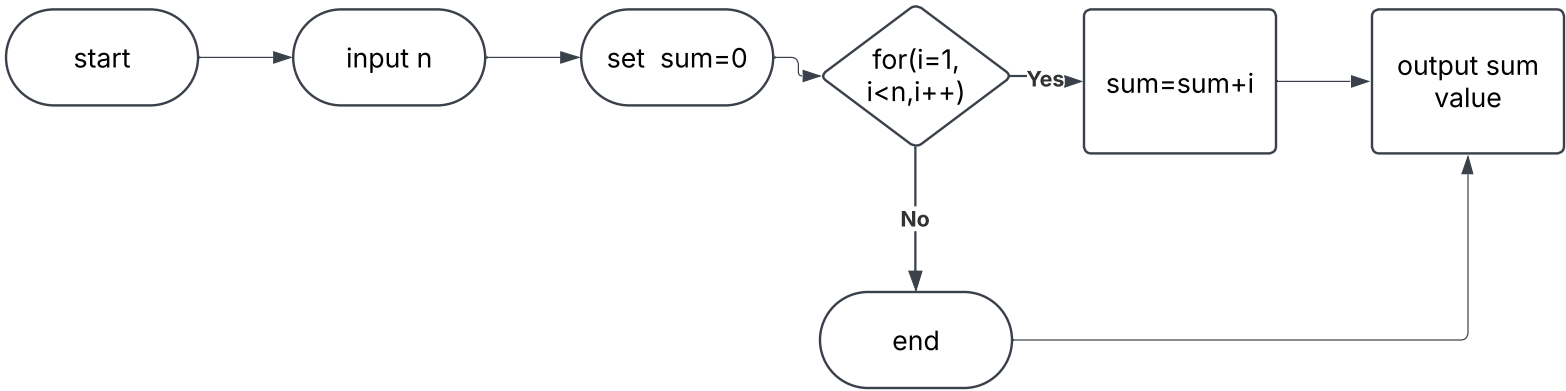 start
input n
set  sum=0
for(i=1,
i<n,i++)
Yes
sum=sum+i
output sum
value
No
end